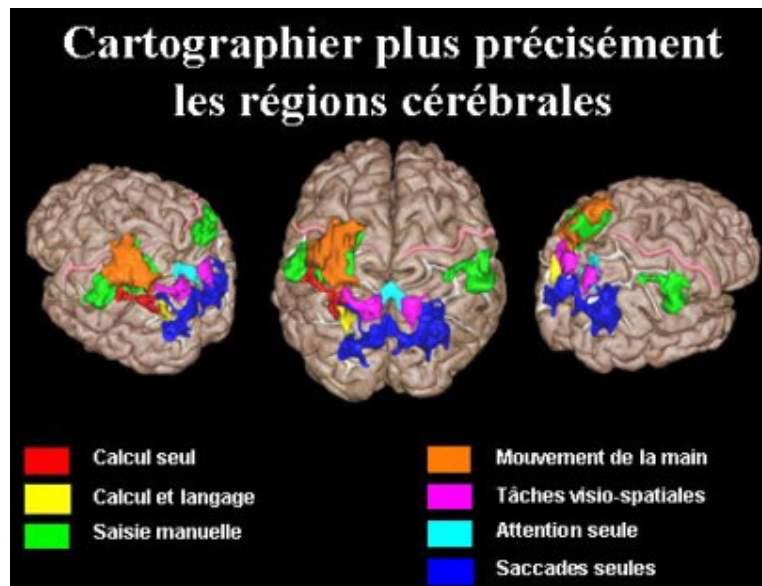 Cartographier plus précisément
les régions cérébrales
Calcul seul
Calcul et langage
Saisie manuelle
Mouvement de la main
Tâches visio-spatiales
Attention seule
Saccades seules